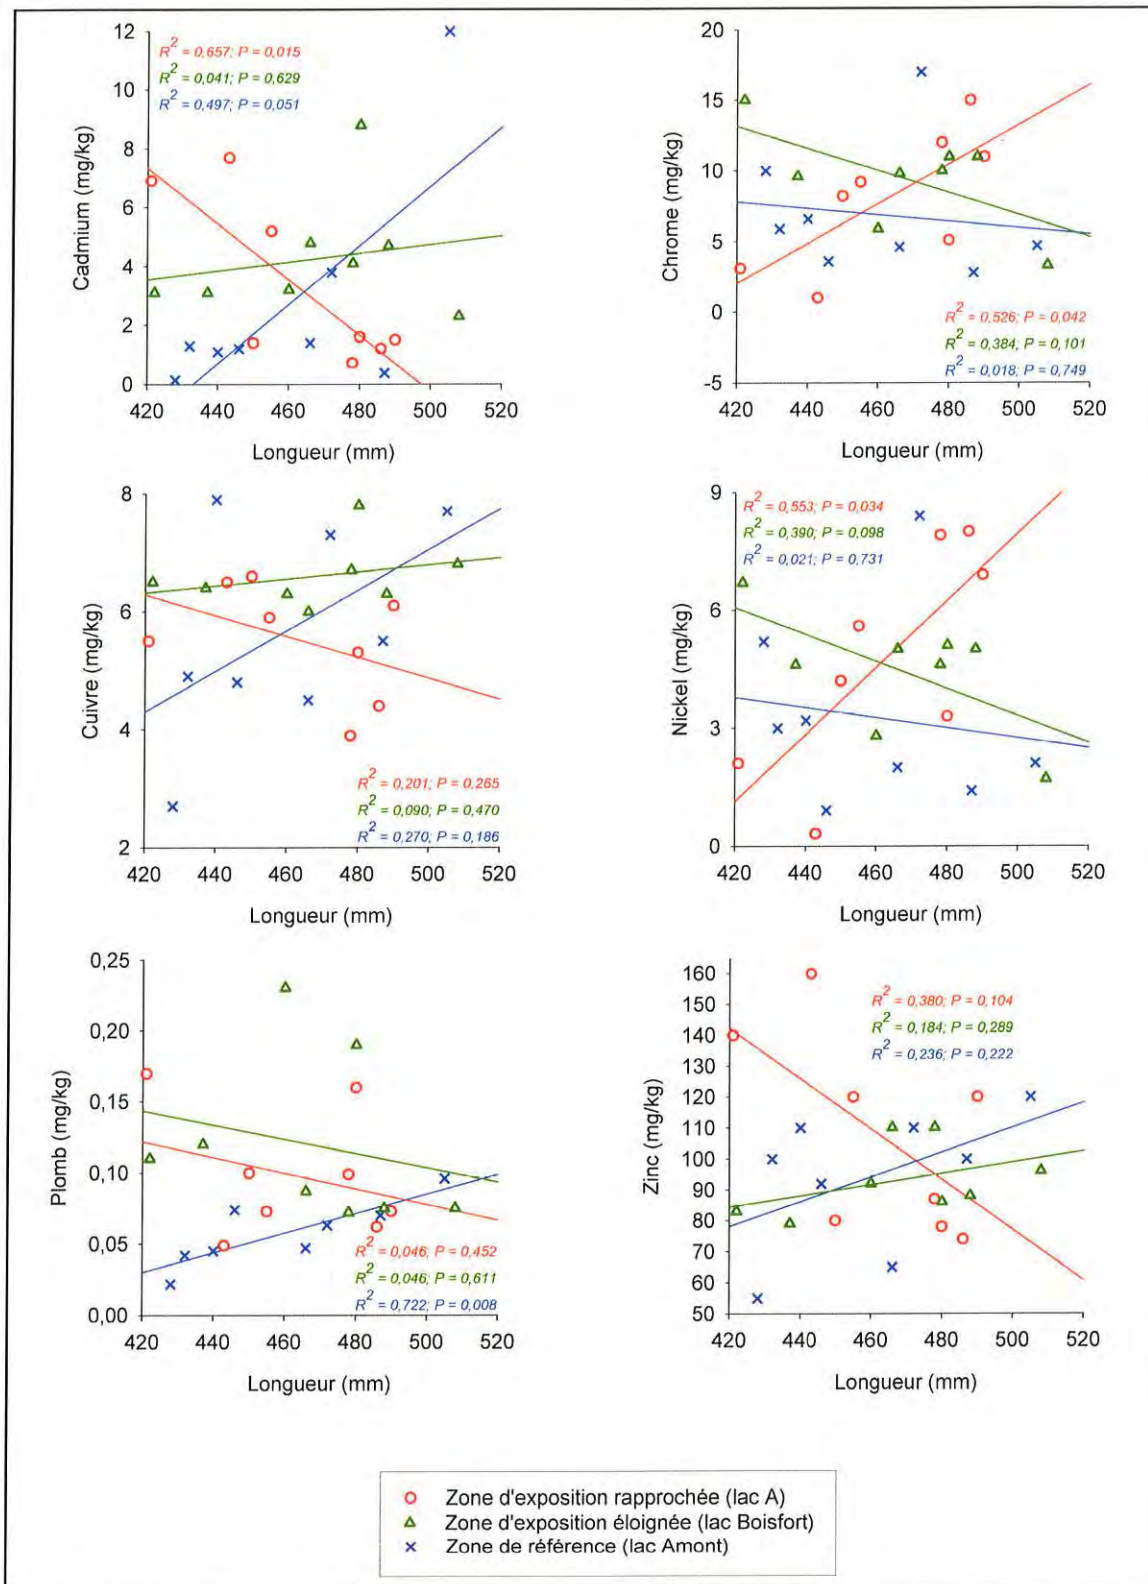 12
10
8
6
4
2
0
Cadmium (mg/kg)
R² = 0,657; P = 0,015
R² = 0,041; P = 0,629
R² = 0,497; P = 0,051
420 440 460 480 500 520
Longueur (mm)
20
15
10
5
0
-5
Chrome (mg/kg)
R² = 0,526; P = 0,042
R² = 0,384; P = 0,101
R² = 0,018; P = 0,749
420 440 460 480 500 520
Longueur (mm)
8
6
4
2
Cuivre (mg/kg)
R² = 0,201; P = 0,265
R² = 0,090; P = 0,470
R² = 0,270; P = 0,186
420 440 460 480 500 520
Longueur (mm)
9
6
3
0
Nickel (mg/kg)
R² = 0,553; P = 0,034
R² = 0,390; P = 0,098
R² = 0,021; P = 0,731
420 440 460 480 500 520
Longueur (mm)
0,25
0,20
0,15
0,10
0,05
0,00
Plomb (mg/kg)
R² = 0,046; P = 0,452
R² = 0,046; P = 0,611
R² = 0,722; P = 0,008
420 440 460 480 500 520
Longueur (mm)
160
150
140
130
120
110
100
90
80
70
60
50
Zinc (mg/kg)
R² = 0,380; P = 0,104
R² = 0,184; P = 0,289
R² = 0,236; P = 0,222
420 440 460 480 500 520
Longueur (mm)
Zone d'exposition rapprochée (lac A)
Zone d'exposition éloignée (lac Boisfort)
Zone de référence (lac Amont)